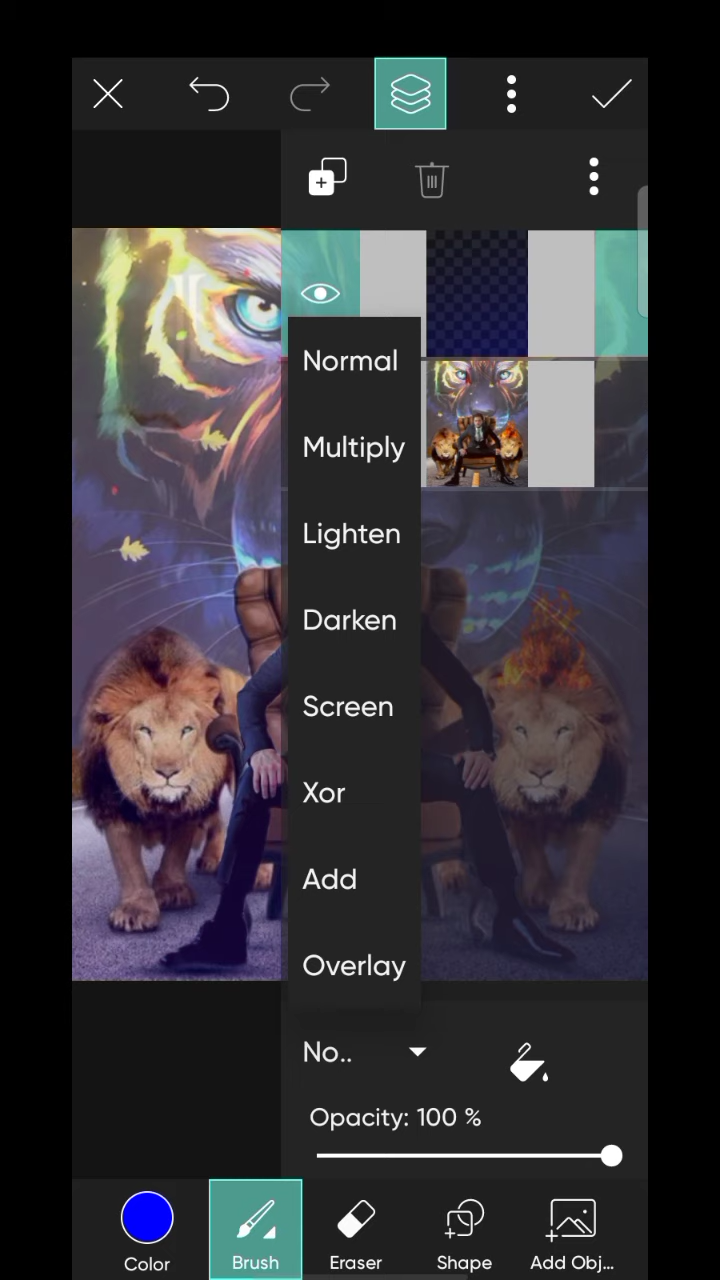 Normal
Multiply
Lighten
Darken
Screen
Xor
Add
Overlay
No..
Opacity: 100 %
Color
Brush
Eraser
Shape
Add Obj...